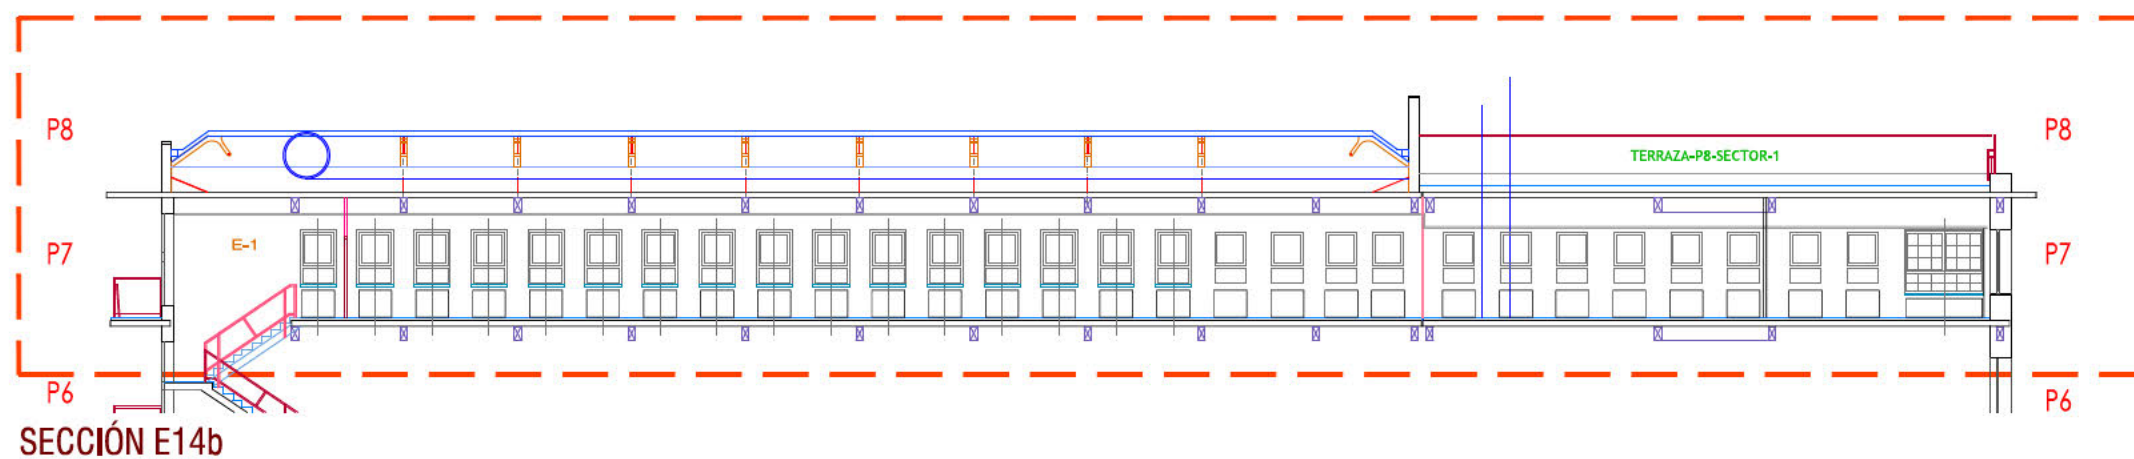 P8
P8
TERRAZA-P8-SECTOR-1
E-1
P7
P7
P6
P6
SECCIÓN E14b